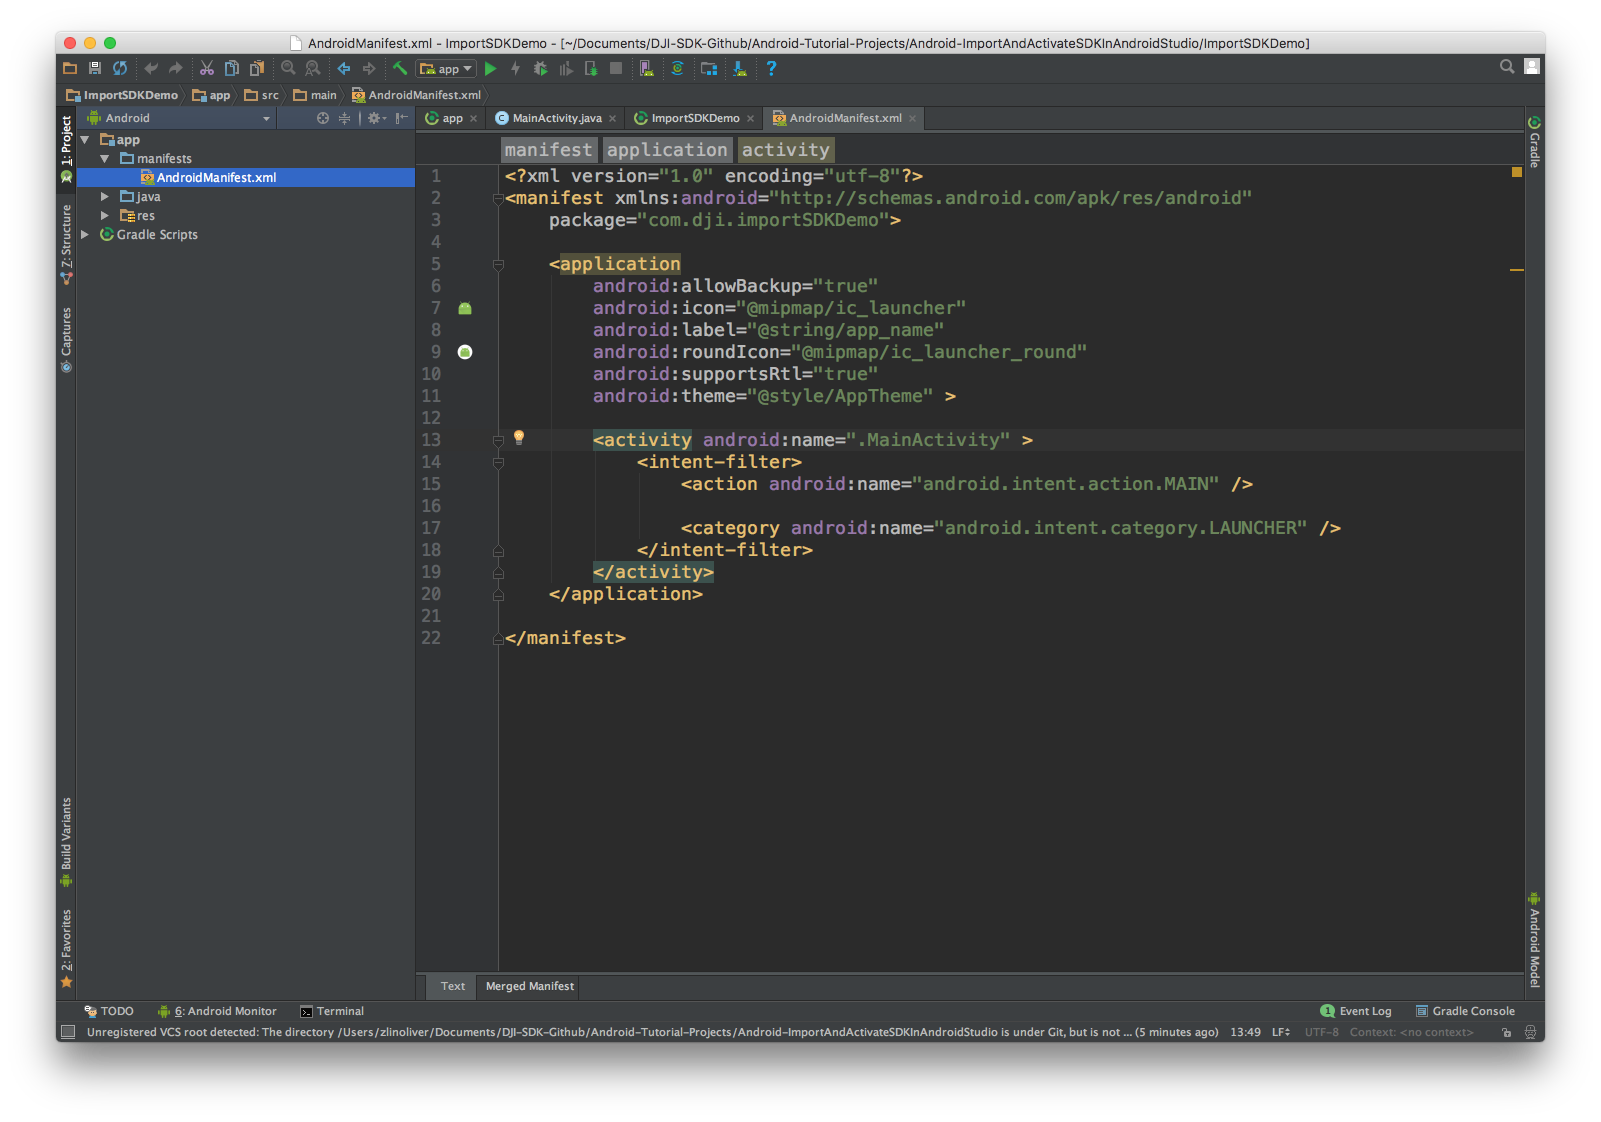 AndroidManifest.xml - ImportSDKDemo - [~/Documents/DJI-SDK-Github/Android-Tutorial-Projects/Android-ImportAndActivateSDKInAndroidStudio/ImportSDKDemo]
app
ImportSDKDemo app src main AndroidManifest.xml
Android
app MainActivity.java ImportSDKDemo AndroidManifest.xml
1: Project
7: Structure
Captures
Build Variants
2: Favorites
app
manifests
AndroidManifest.xml
java
res
Gradle Scripts
manifest application activity
1 <?xml version="1.0" encoding="utf-8"?>
2 <manifest xmlns:android="http://schemas.android.com/apk/res/android"
3 package="com.dji.importSDKDemo">
4
5 <application
6 android:allowBackup="true"
7 android:icon="@mipmap/ic_launcher"
8 android:label="@string/app_name"
9 android:roundIcon="@mipmap/ic_launcher_round"
10 android:supportsRtl="true"
11 android:theme="@style/AppTheme" >
12
13 <activity android:name=".MainActivity" >
14 <intent-filter>
15 <action android:name="android.intent.action.MAIN" />
16
17 <category android:name="android.intent.category.LAUNCHER" />
18 </intent-filter>
19 </activity>
20 </application>
21
22 </manifest>
Gradle
Android Model
Text Merged Manifest
TODO 6: Android Monitor Terminal 1 Event Log Gradle Console
Unregistered VCS root detected: The directory /Users/zlinoliver/Documents/DJI-SDK-Github/Android-Tutorial-Projects/Android-ImportAndActivateSDKInAndroidStudio is under Git, but is not ... (5 minutes ago) 13:49 LF UTF-8 Context: <no context>